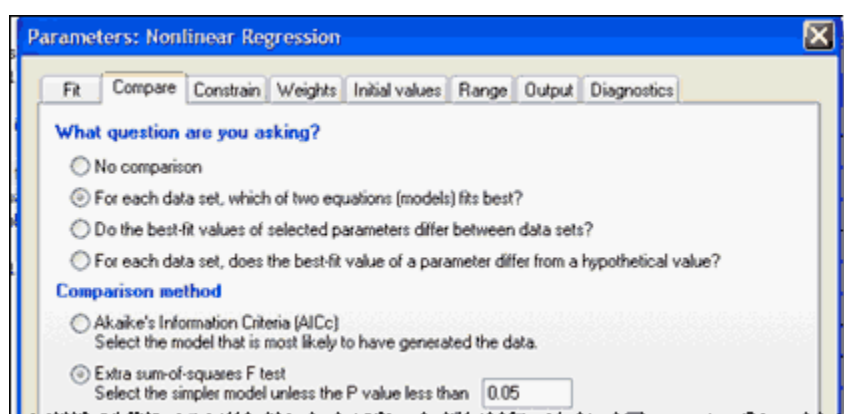 Parameters: Nonlinear Regression
Fit Compare Constrain Weights Initial values Range Output Diagnostics
What question are you asking?
No comparison
For each data set, which of two equations (models) fits best?
Do the best-fit values of selected parameters differ between data sets?
For each data set, does the best-fit value of a parameter differ from a hypothetical value?
Comparison method
Akaike's Information Criteria (AICc)
Select the model that is most likely to have generated the data.
Extra sum-of-squares F test
Select the simpler model unless the P value less than 0.05